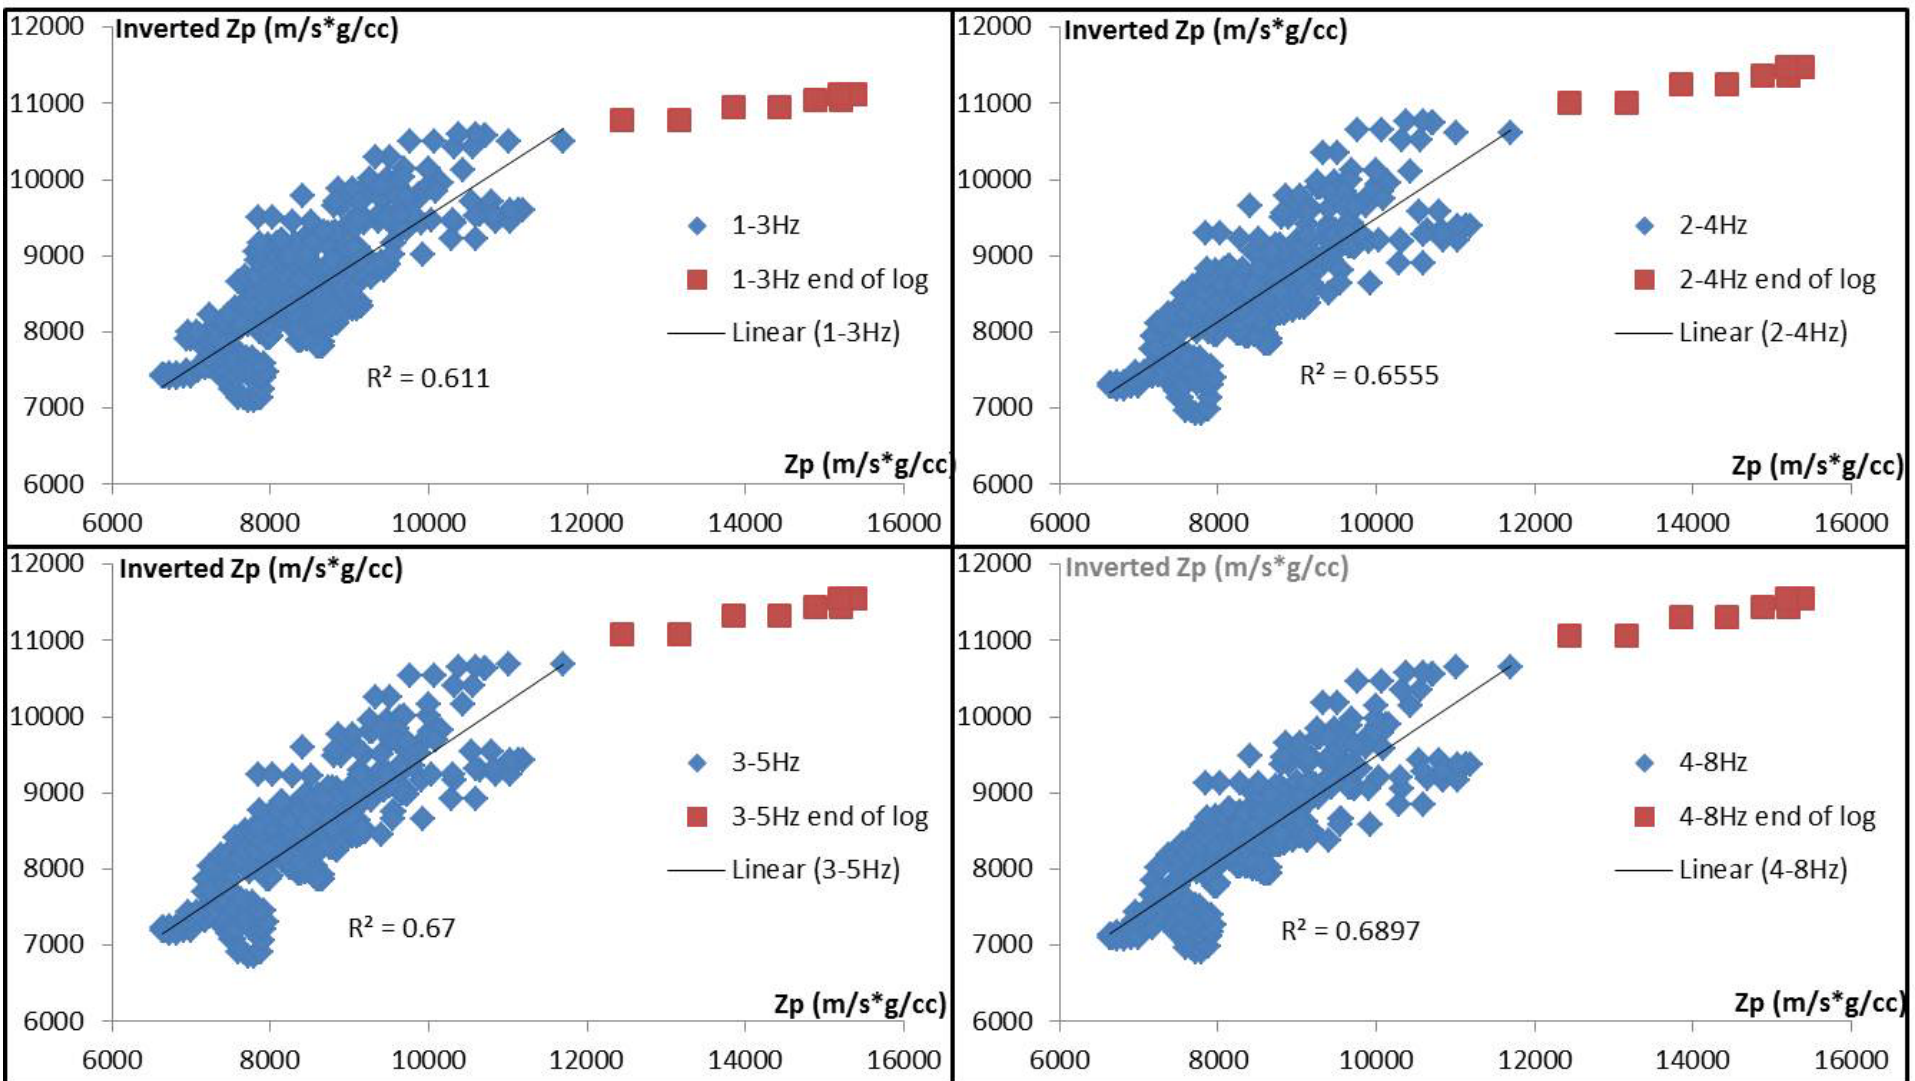 Inverted Zp (m/s*g/cc)
12000
11000
10000
9000
8000
7000
6000
1-3Hz
1-3Hz end of log
Linear (1-3Hz)
R² = 0.611
Zp (m/s*g/cc)
6000 8000 10000 12000 14000 16000
Inverted Zp (m/s*g/cc)
12000
11000
10000
9000
8000
7000
6000
2-4Hz
2-4Hz end of log
Linear (2-4Hz)
R² = 0.6555
Zp (m/s*g/cc)
6000 8000 10000 12000 14000 16000
Inverted Zp (m/s*g/cc)
12000
11000
10000
9000
8000
7000
6000
3-5Hz
3-5Hz end of log
Linear (3-5Hz)
R² = 0.67
Zp (m/s*g/cc)
6000 8000 10000 12000 14000 16000
Inverted Zp (m/s*g/cc)
12000
11000
10000
9000
8000
7000
6000
4-8Hz
4-8Hz end of log
Linear (4-8Hz)
R² = 0.6897
Zp (m/s*g/cc)
6000 8000 10000 12000 14000 16000